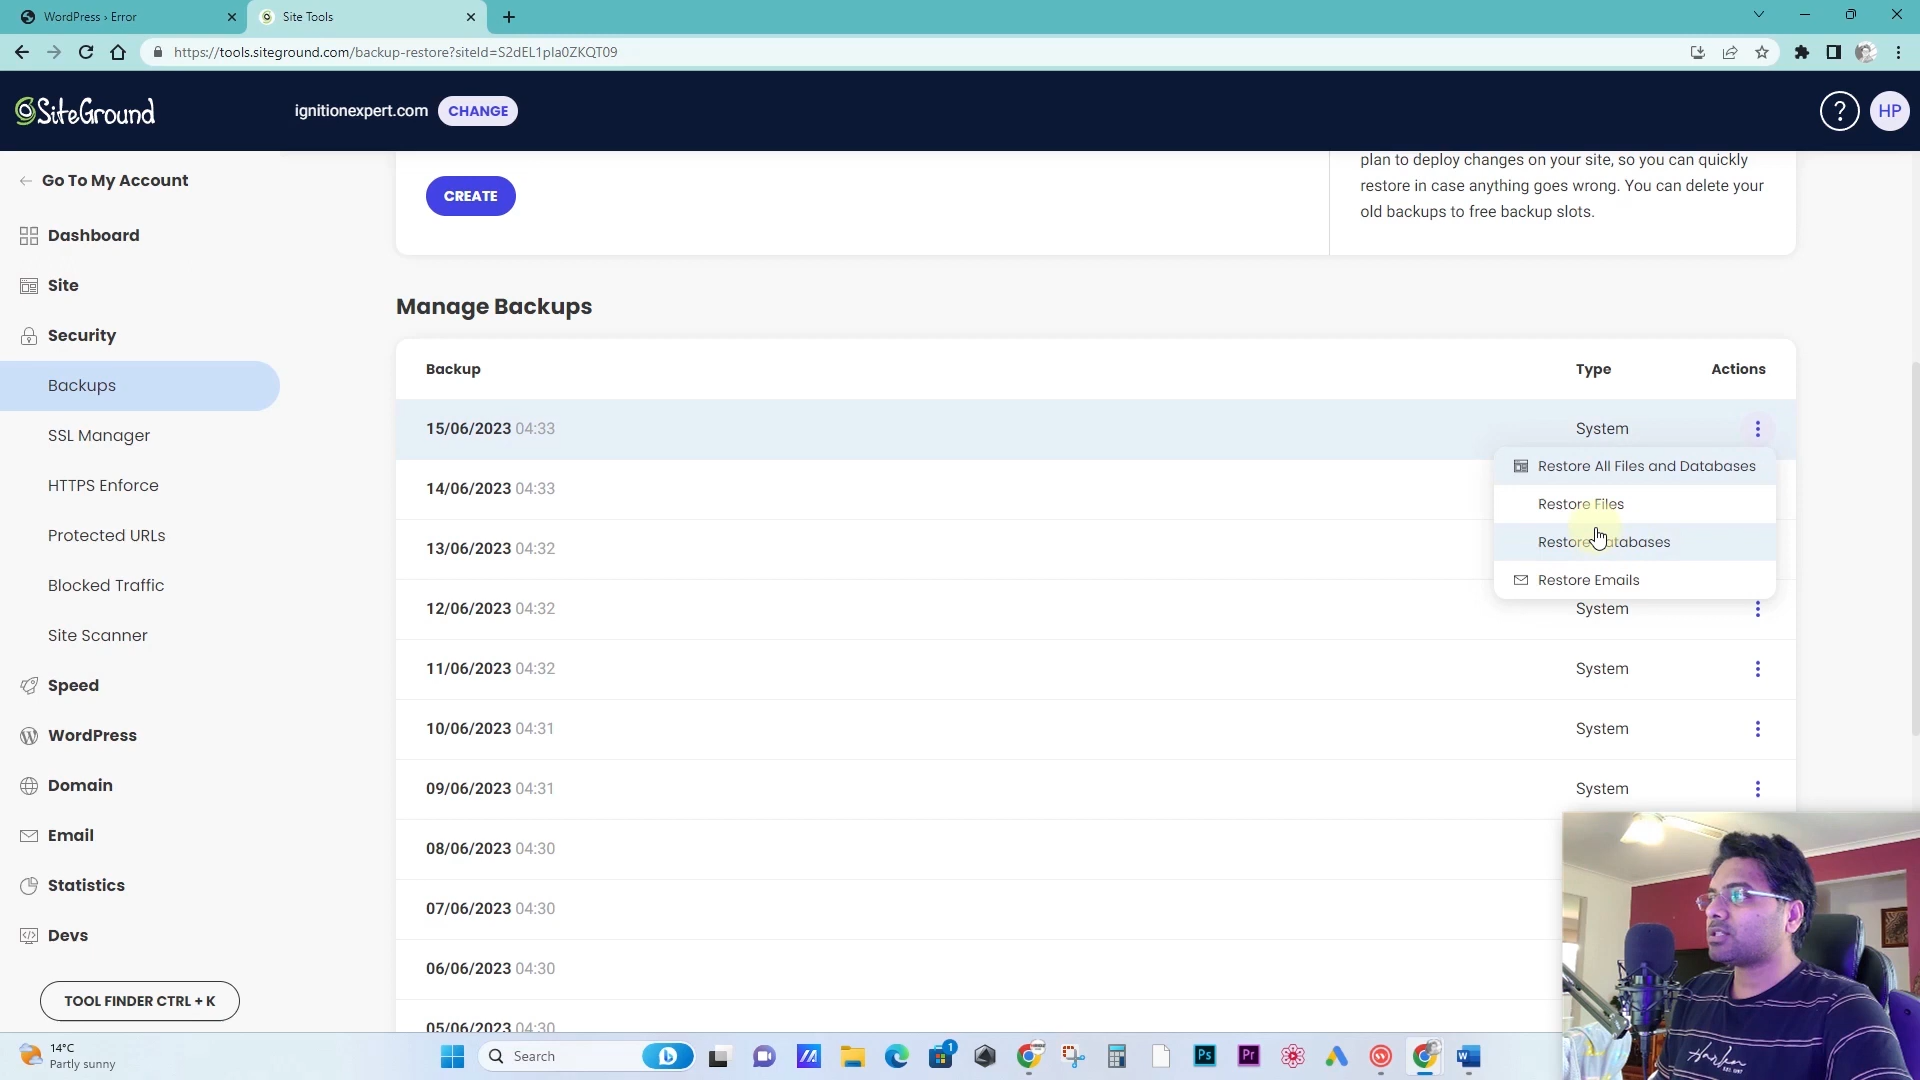 WordPress › Error
Site Tools
https://tools.siteground.com/backup-restore?siteId=S2dEL1pIa0ZKQT09
SiteGround
ignitionexpert.com
CHANGE
?
HP
Go To My Account
Dashboard
Site
Security
Backups
SSL Manager
HTTPS Enforce
Protected URLs
Blocked Traffic
Site Scanner
Speed
WordPress
Domain
Email
Statistics
Devs
TOOL FINDER CTRL + K
CREATE
plan to deploy changes on your site, so you can quickly
restore in case anything goes wrong. You can delete your
old backups to free backup slots.
Manage Backups
Backup Type Actions
15/06/2023 04:33 System
Restore All Files and Databases
Restore Files
Restore Databases
Restore Emails
14/06/2023 04:33
13/06/2023 04:32
12/06/2023 04:32 System
11/06/2023 04:32 System
10/06/2023 04:31 System
09/06/2023 04:31 System
08/06/2023 04:30
07/06/2023 04:30
06/06/2023 04:30
05/06/2023 04:30
14°C
Partly sunny
Search
1
Ps
Pr